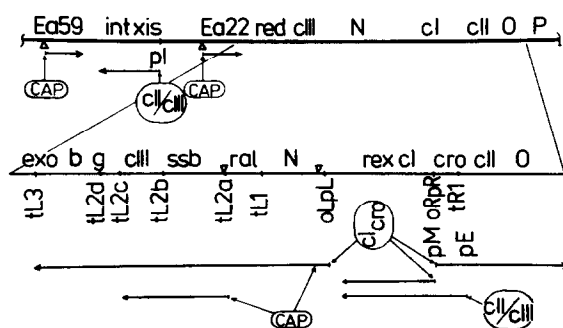 Ea59 int xis Ea22 red cIII N cI cII O P
pI
CAP cII/cIII CAP
exo b g cIII ssb ral N rex cI cro cII O
tL3 tL2d tL2c tL2b tL2a tL1 oLpL pM oRpR tR1
pE
cI cro
CAP cII/cIII